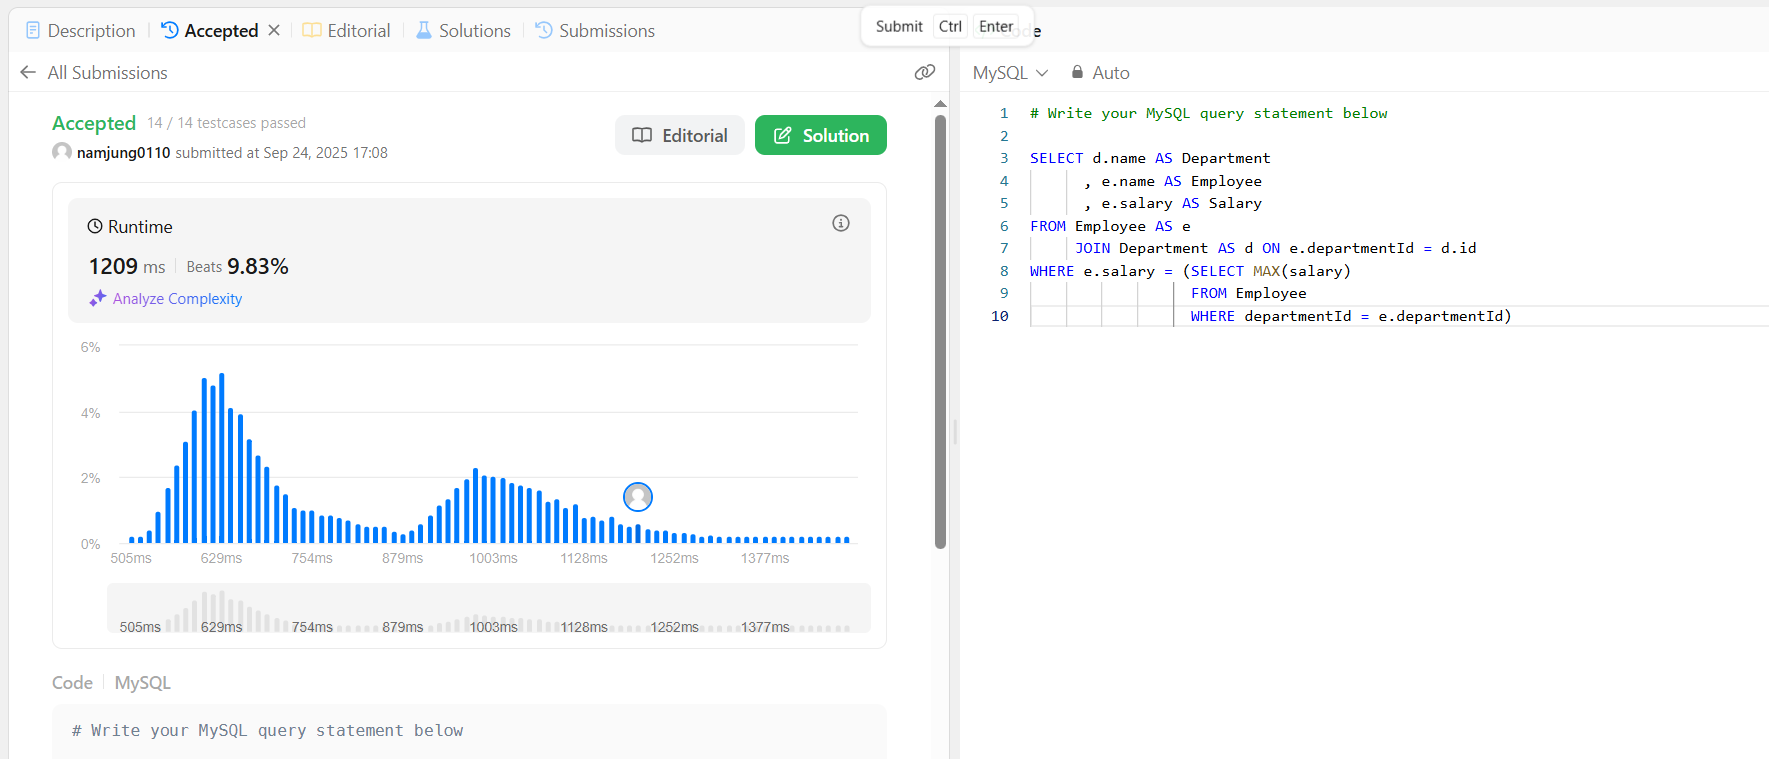 Description
Accepted
Editorial
Solutions
Submissions
Submit Ctrl Enter
All Submissions
Accepted 14 / 14 testcases passed
namjung0110 submitted at Sep 24, 2025 17:08
Editorial
Solution
Runtime
1209 ms Beats 9.83%
Analyze Complexity
6%
4%
2%
0%
505ms 629ms 754ms 879ms 1003ms 1128ms 1252ms 1377ms
505ms 629ms 754ms 879ms 1003ms 1128ms 1252ms 1377ms
Code MySQL
# Write your MySQL query statement below
MySQL Auto
1 # Write your MySQL query statement below
2
3 SELECT d.name AS Department
4 , e.name AS Employee
5 , e.salary AS Salary
6 FROM Employee AS e
7 JOIN Department AS d ON e.departmentId = d.id
8 WHERE e.salary = (SELECT MAX(salary)
9 FROM Employee
10 WHERE departmentId = e.departmentId)